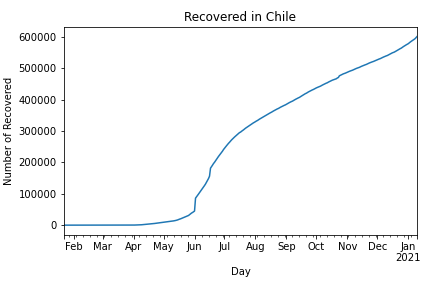 Recovered in Chile
Number of Recovered
600000
500000
400000
300000
200000
100000
0
Feb Mar Apr May Jun Jul Aug Sep Oct Nov Dec Jan
2021
Day